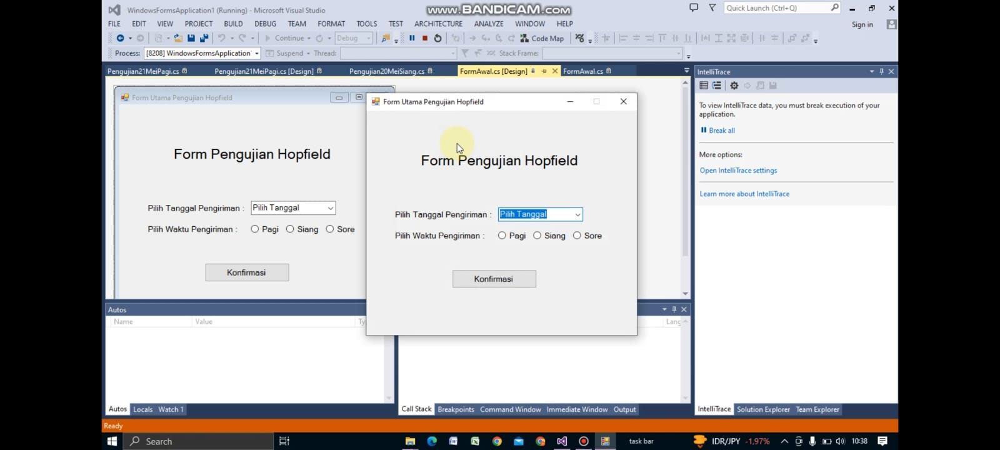 WindowsFormsApplication1 (Running) - Microsoft Visual Studio
www.BANDICAM.com
Quick Launch (Ctrl+Q)
FILE EDIT VIEW PROJECT BUILD DEBUG TEAM FORMAT TOOLS TEST ARCHITECTURE ANALYZE WINDOW HELP
Sign in
Continue
Debug
Code Map
Process: [8208] WindowsFormsApplication
Suspend
Thread:
Stack Frame:
Pengujian21MeiPagi.cs
Pengujian21MeiPagi.cs [Design]
Pengujian20MeiSiang.cs
FormAwal.cs [Design]
FormAwal.cs
Form Utama Pengujian Hopfield
Form Pengujian Hopfield
Pilih Tanggal Pengiriman : Pilih Tanggal
Pilih Waktu Pengiriman : Pagi Siang Sore
Konfirmasi
Form Utama Pengujian Hopfield
Form Pengujian Hopfield
Pilih Tanggal Pengiriman : Pilih Tanggal
Pilih Waktu Pengiriman : Pagi Siang Sore
Konfirmasi
IntelliTrace
To view IntelliTrace data, you must break execution of your
application.
Break all
More options:
Open IntelliTrace settings
Learn more about IntelliTrace
Autos
Name Value Ty
Lang
Autos Locals Watch 1
Call Stack Breakpoints Command Window Immediate Window Output
IntelliTrace Solution Explorer Team Explorer
Ready
Search
task bar
IDR/JPY -1,97%
10:38